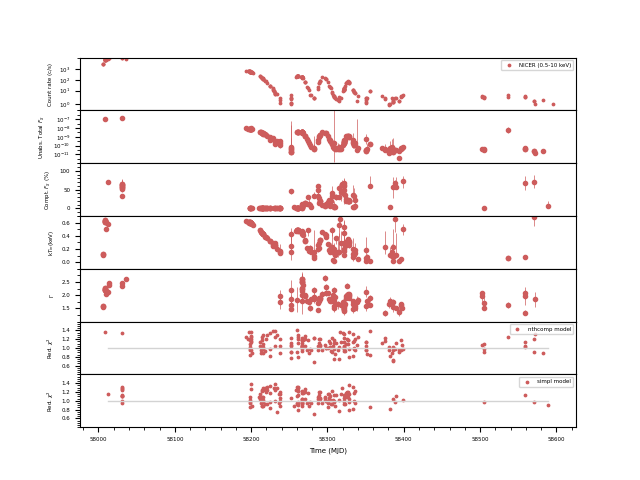 NICER (0.5-10 keV)
Count rate (c/s)
10³
10²
10¹
10⁰
Unabs. Total Fₓ
10⁻⁷
10⁻⁸
10⁻⁹
10⁻¹⁰
10⁻¹¹
Compt. Fₓ (%)
100
50
0
kTᵢₙ(keV)
0.6
0.4
0.2
0.0
Γ
2.5
2.0
1.5
nthcomp model
Red. χ²
1.4
1.2
1.0
0.8
0.6
simpl model
Red. χ²
1.4
1.2
1.0
0.8
0.6
58000 58100 58200 58300 58400 58500 58600
Time (MJD)